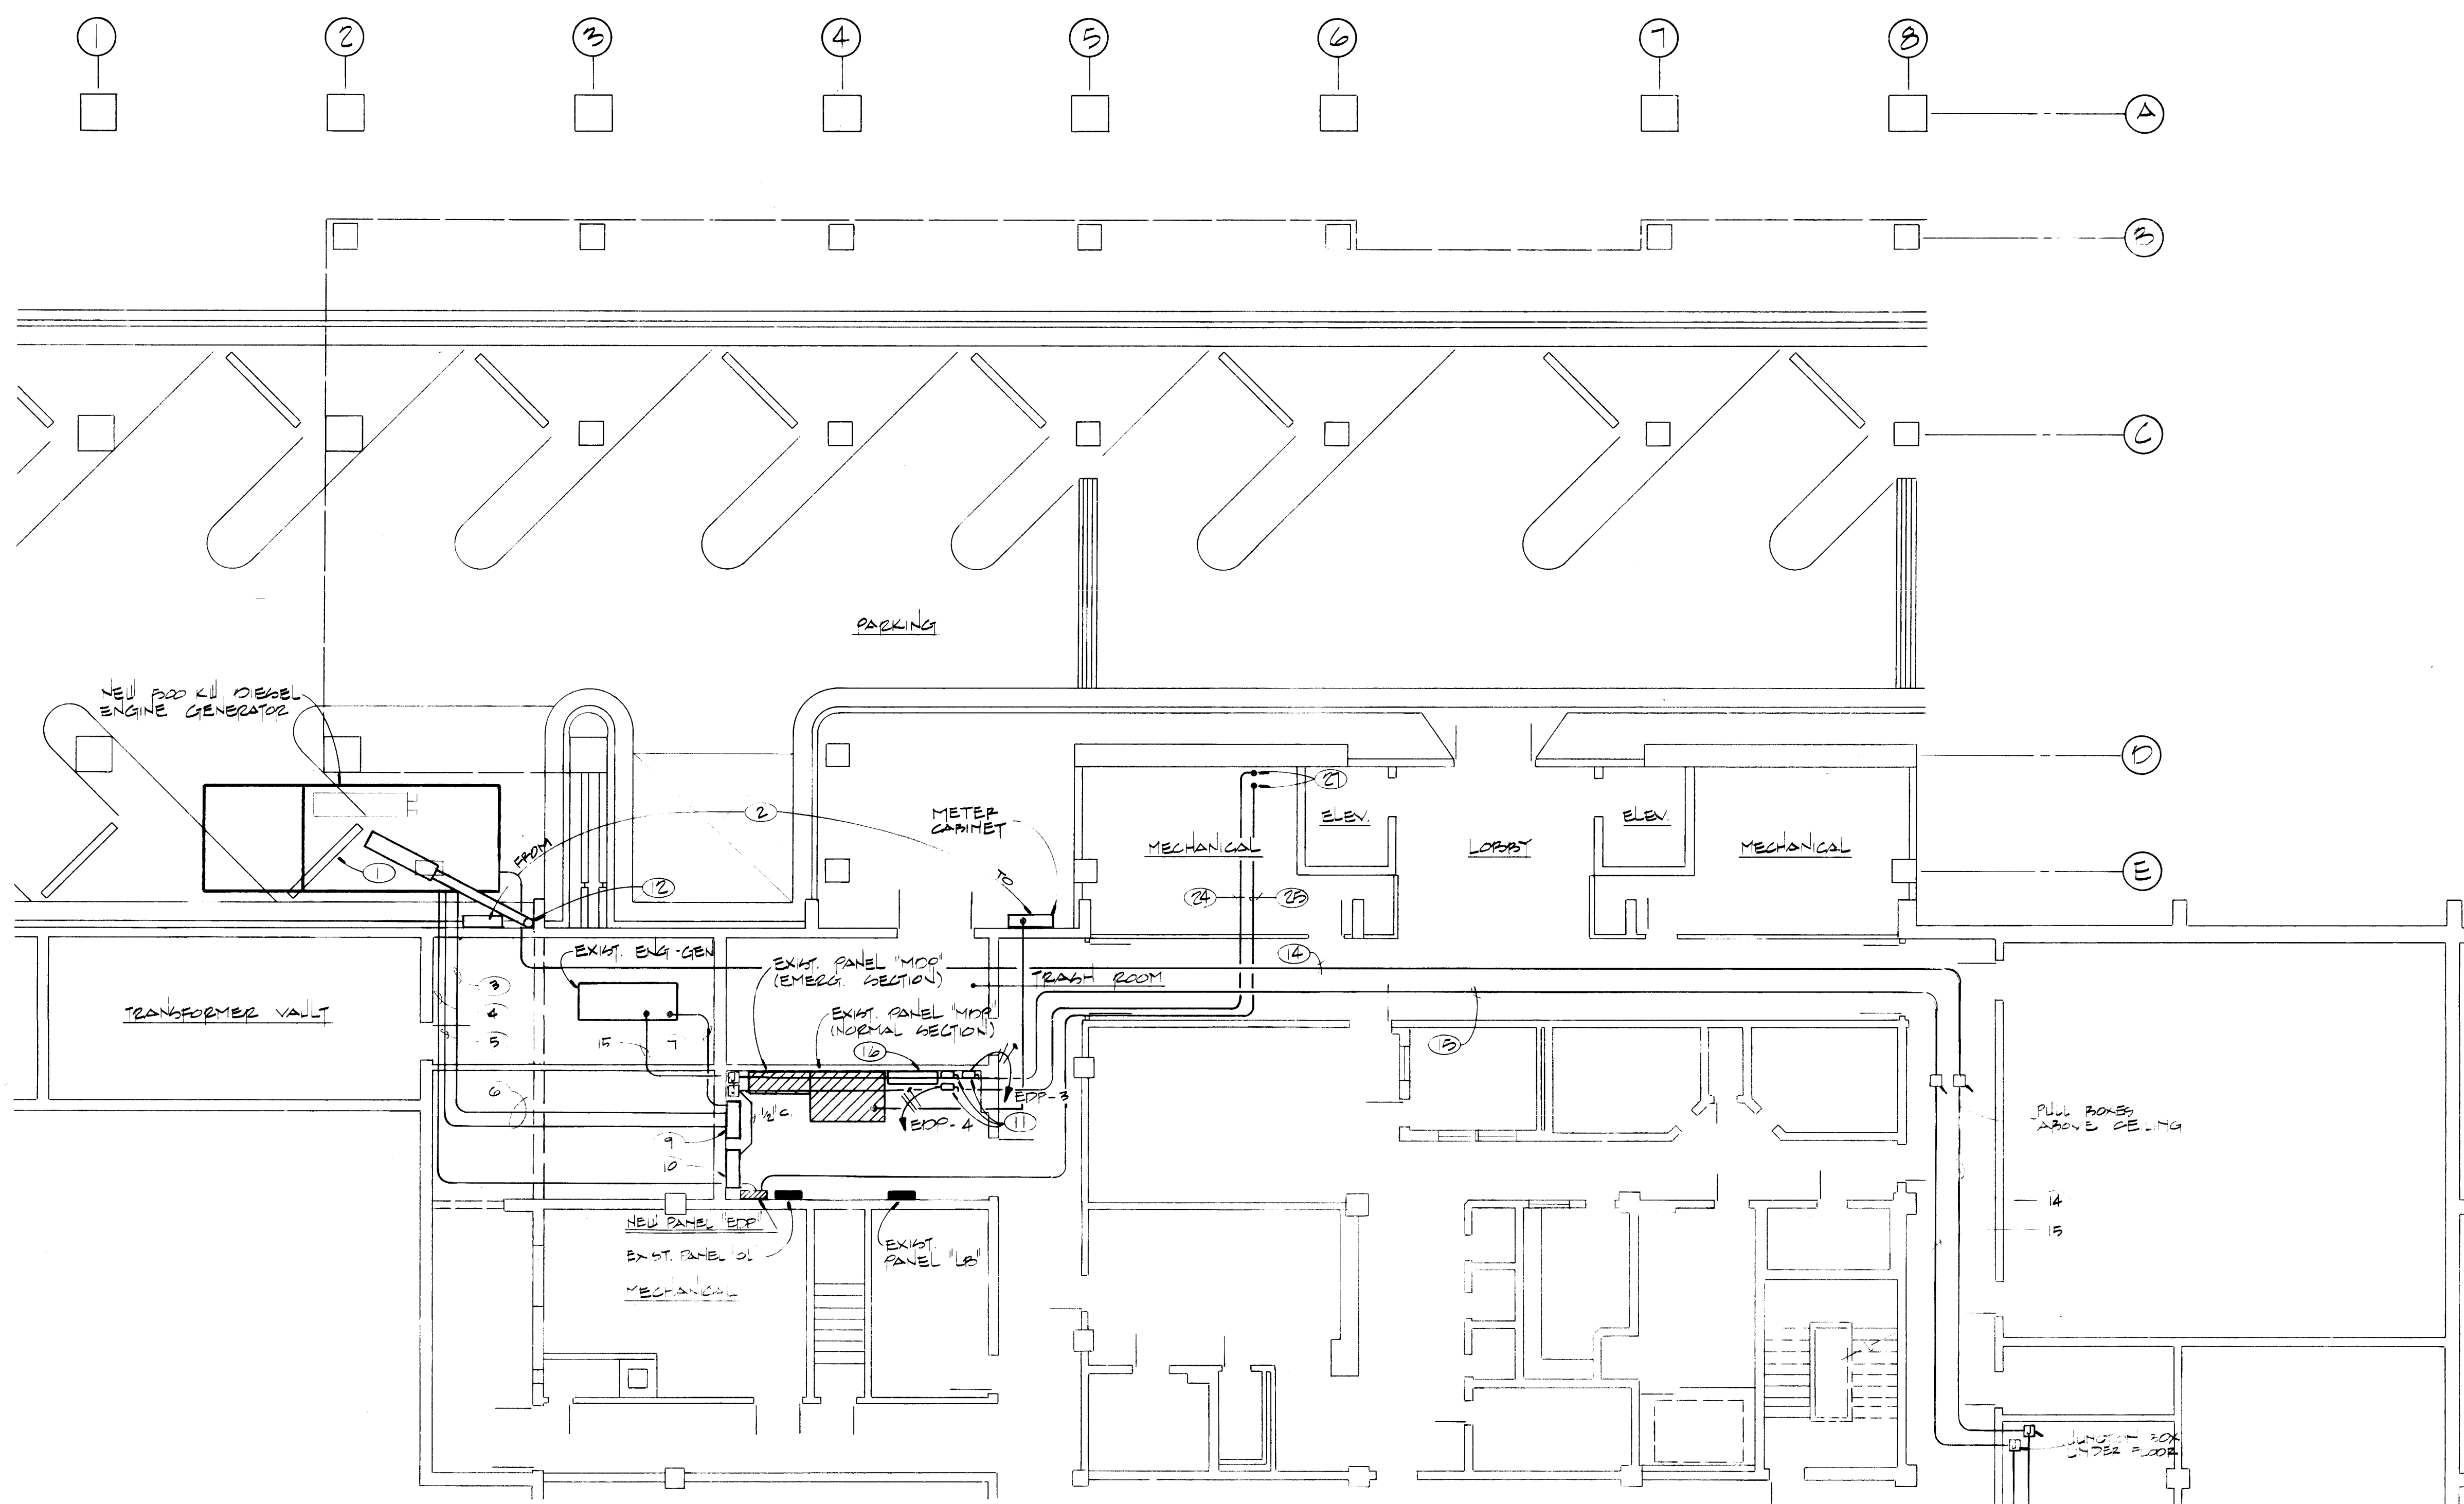 1 2 3 4 5 6 7 8
A
B
C
PARKING
NEW 500 KW DIESEL
ENGINE GENERATOR
D
2
27
METER
CABINET
ELEV.
ELEV.
MECHANICAL
LOBBY
MECHANICAL
FROM
1
TO
E
12
24
25
EXIST. ENG-GEN
EXIST. PANEL "MDP"
(EMERG. SECTION)
14
TRASH ROOM
3
4
TRANSFORMER VAULT
EXIST. PANEL "MDP"
(NORMAL SECTION)
5
15
7
16
15
6
EDP-3
1/2" C.
EDP-4
11
PULL BOXES
ABOVE CEILING
9
10
14
NEW PANEL "EDP"
15
EXIST. PANEL
EXIST.
PANEL "LB"
MECHANICAL
JUNCTION BOX
UNDER FLOOR